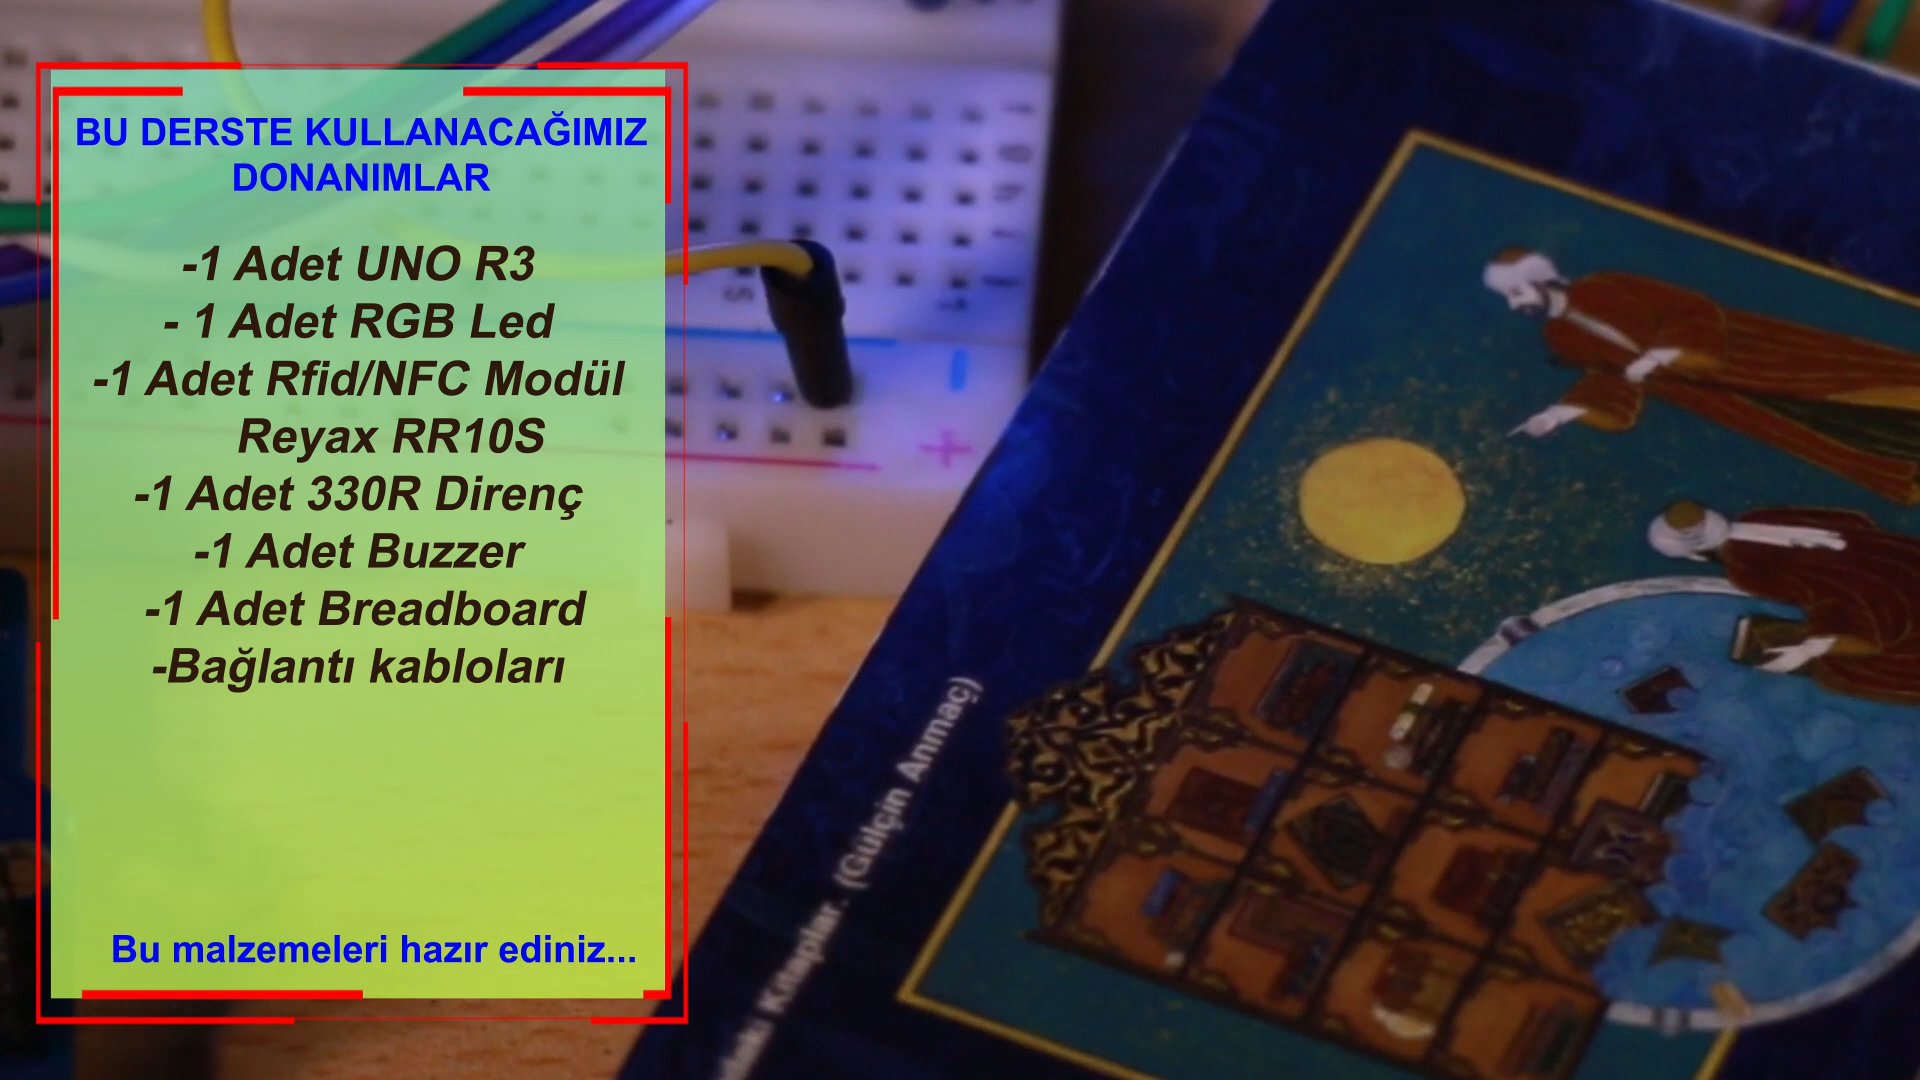 BU DERSTE KULLANACAĞIMIZ
DONANIMLAR
-1 Adet UNO R3
- 1 Adet RGB Led
-1 Adet Rfid/NFC Modül
Reyax RR10S
-1 Adet 330R Direnç
-1 Adet Buzzer
-1 Adet Breadboard
-Bağlantı kabloları
Bu malzemeleri hazır ediniz...
Kitaplar. (Gülçin Anmaç)